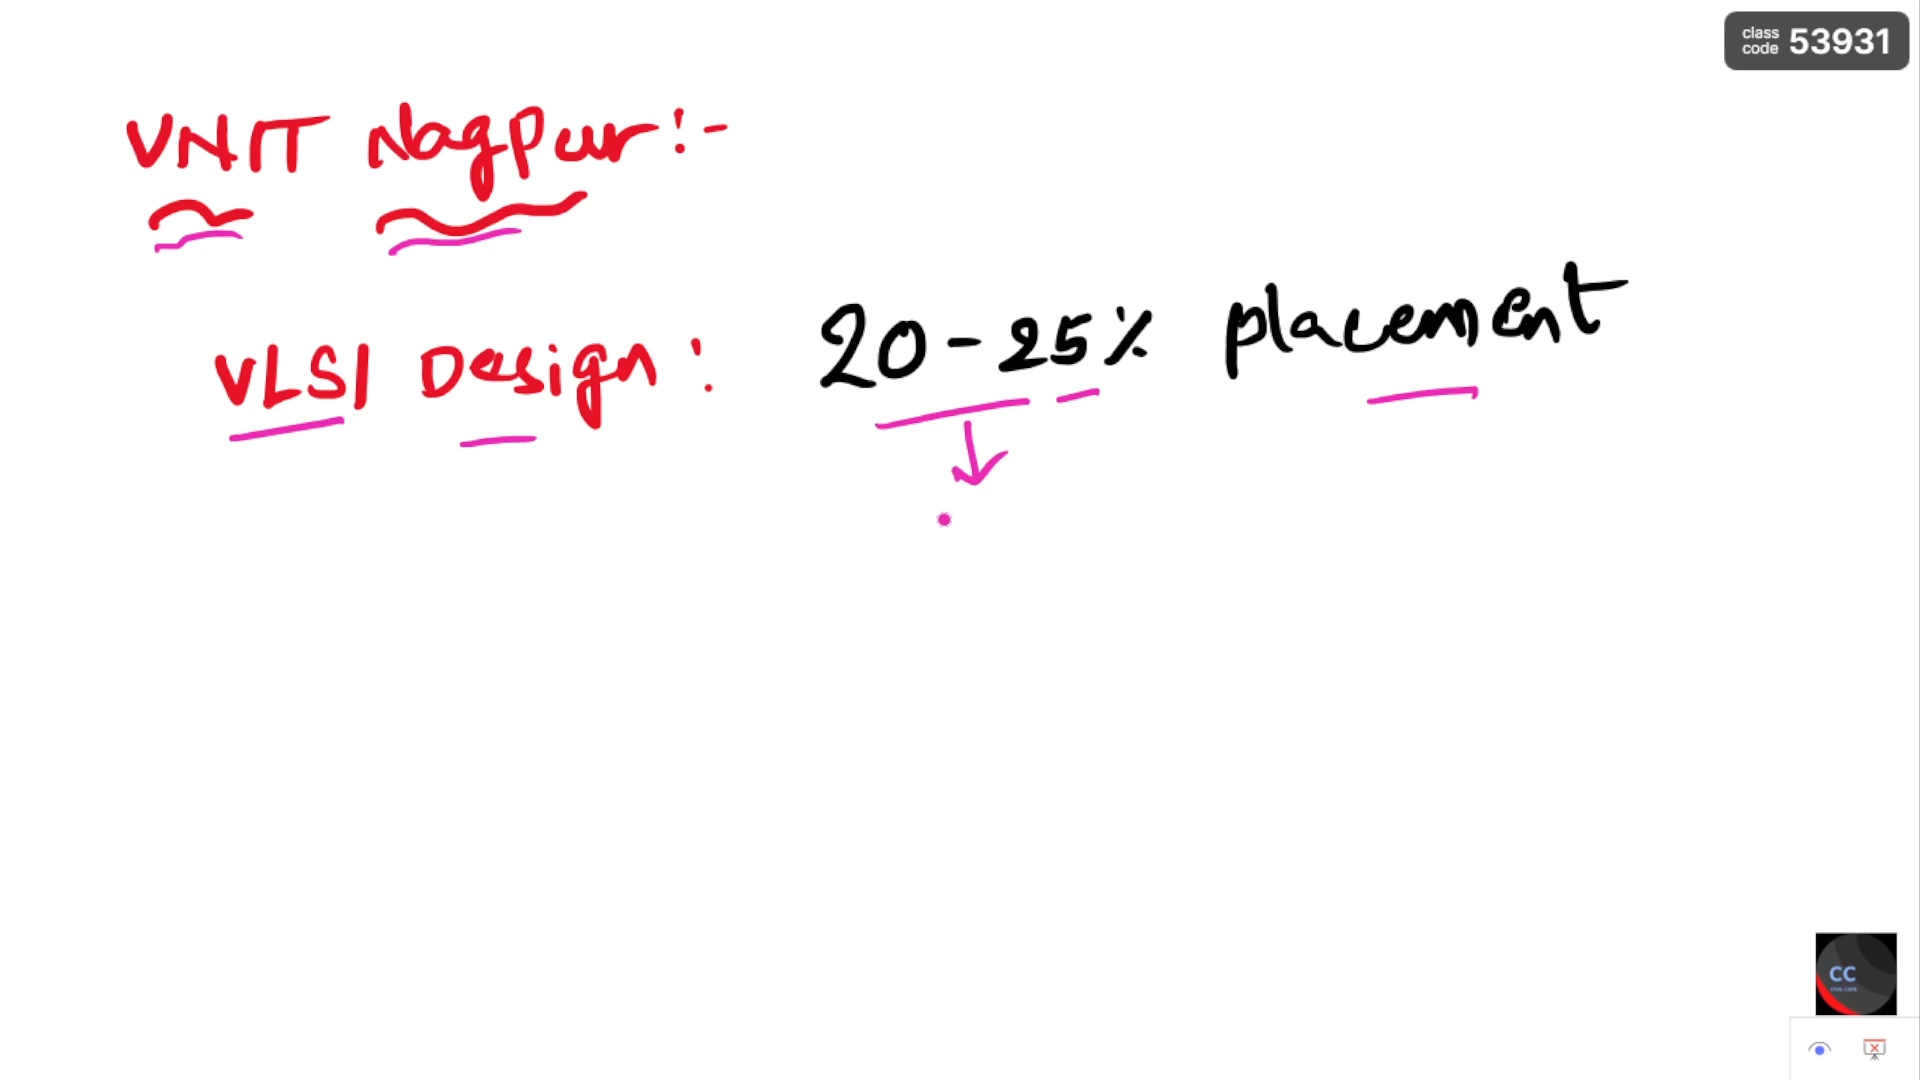 class code 53931
VNIT Nagpur :-
VLSI Design : 20-25% placement
CC